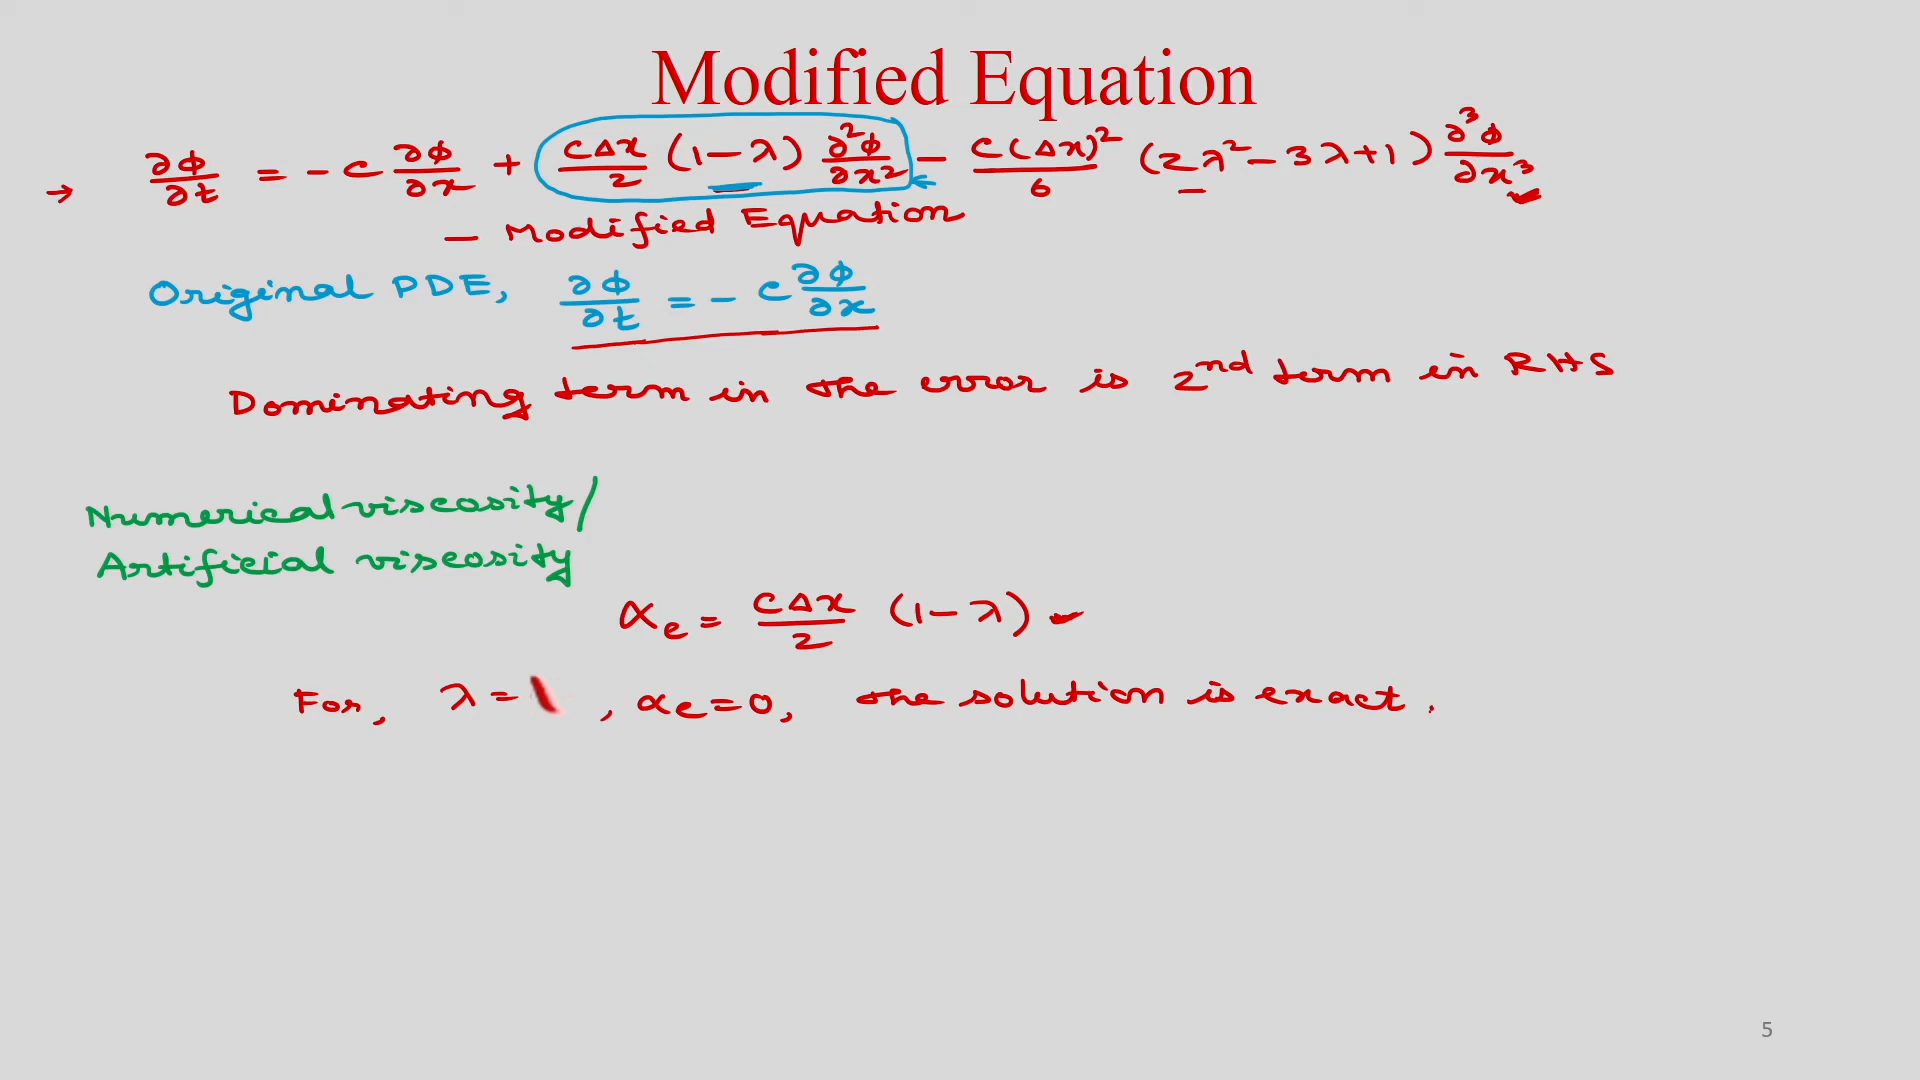 Modified Equation
→ ∂ϕ/∂t = - c ∂ϕ/∂x + cΔx/2 (1-λ) ∂²ϕ/∂x² - c(Δx)²/6 (2λ²-3λ+1) ∂³ϕ/∂x³
- Modified Equation
Original PDE, ∂ϕ/∂t = - c ∂ϕ/∂x
Dominating term in the error is 2nd term in RHS
Numerical viscosity/
Artificial viscosity
αe = cΔx/2 (1-λ)
For, λ = , αe=0, the solution is exact.
5